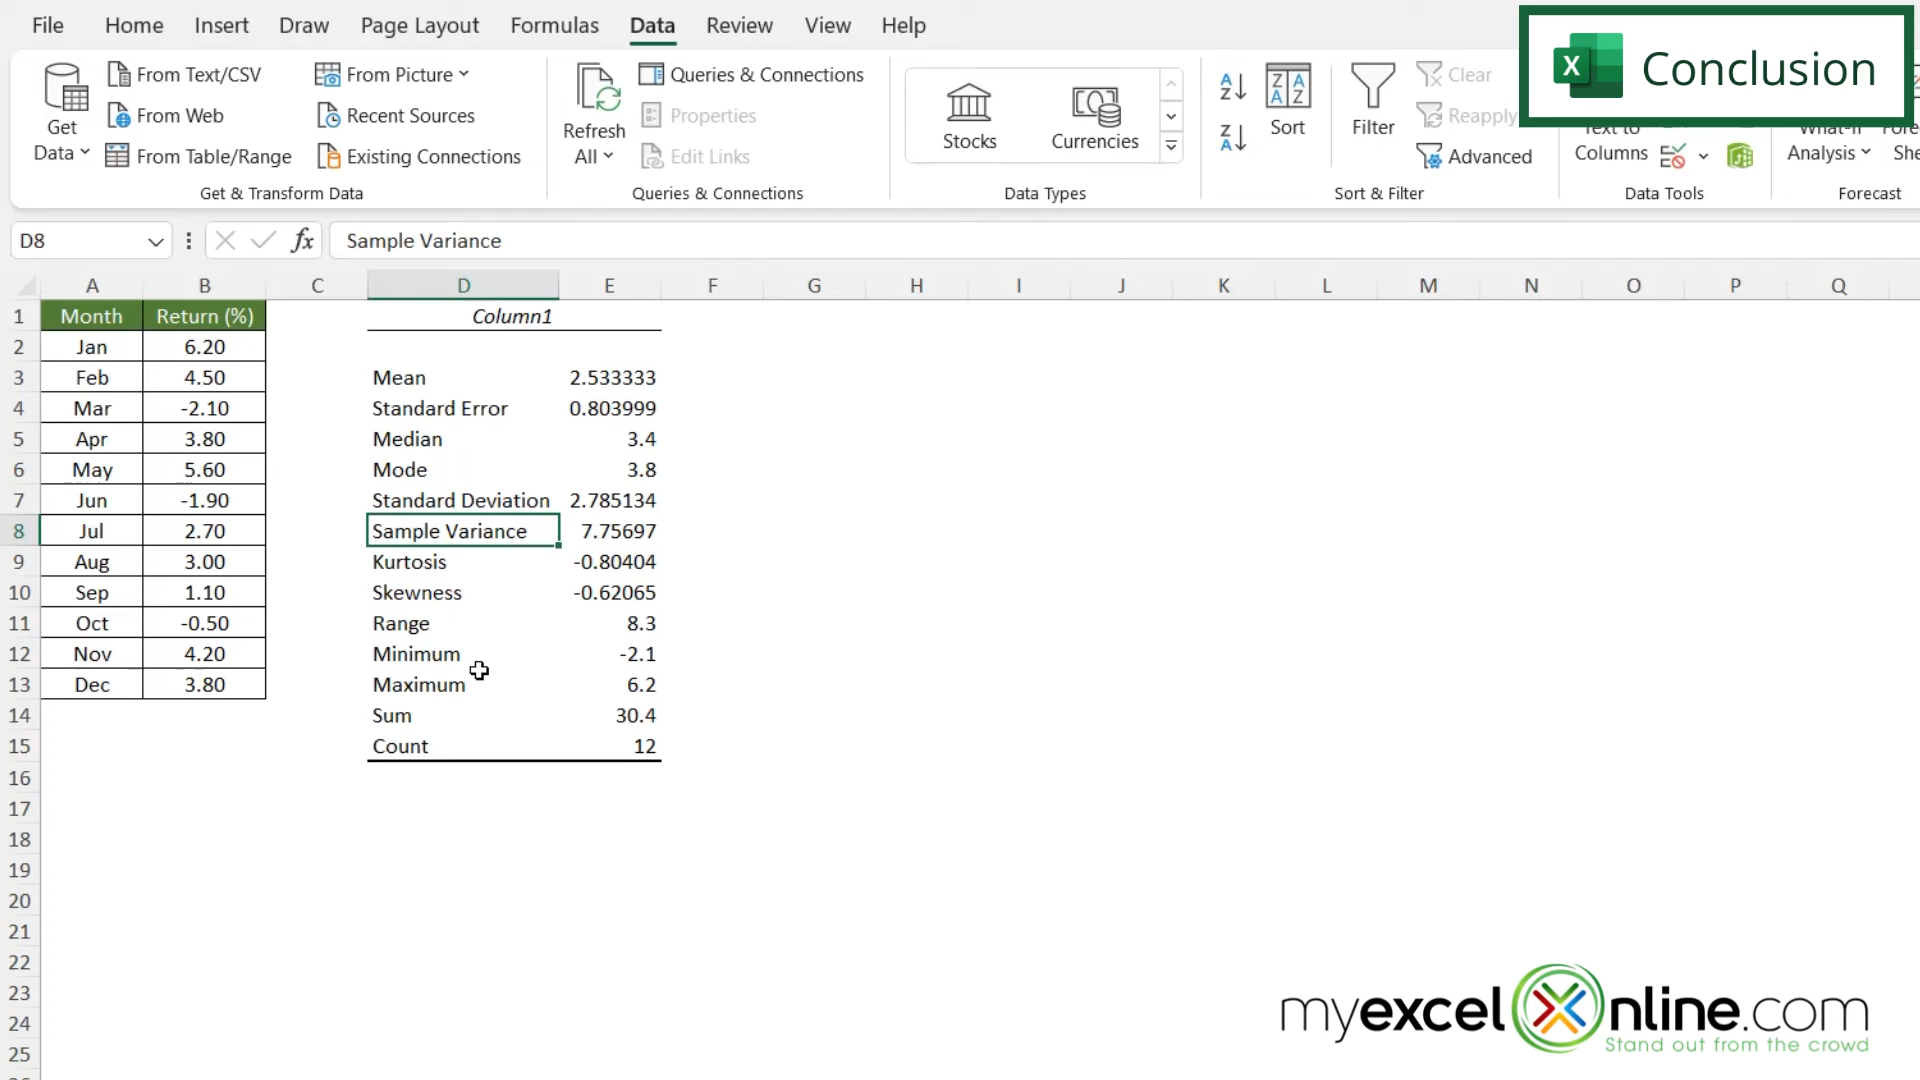 File Home Insert Draw Page Layout Formulas Data Review View Help
Conclusion
Get Data
From Text/CSV
From Web
From Table/Range
From Picture
Recent Sources
Existing Connections
Get & Transform Data
Refresh All
Queries & Connections
Properties
Edit Links
Queries & Connections
Stocks
Currencies
Data Types
Sort
Filter
Clear
Reapply
Advanced
Sort & Filter
Text to
Columns
Data Tools
What-If
Analysis
Forecast
D8
fx
Sample Variance
A B C D E F G H I J K L M N O P Q
1 Month Return (%) Column1
2 Jan 6.20
3 Feb 4.50 Mean 2.533333
4 Mar -2.10 Standard Error 0.803999
5 Apr 3.80 Median 3.4
6 May 5.60 Mode 3.8
7 Jun -1.90 Standard Deviation 2.785134
8 Jul 2.70 Sample Variance 7.75697
9 Aug 3.00 Kurtosis -0.80404
10 Sep 1.10 Skewness -0.62065
11 Oct -0.50 Range 8.3
12 Nov 4.20 Minimum -2.1
13 Dec 3.80 Maximum 6.2
14 Sum 30.4
15 Count 12
16
17
18
19
20
21
22
23
24
25
myexcelOnline.com
Stand out from the crowd